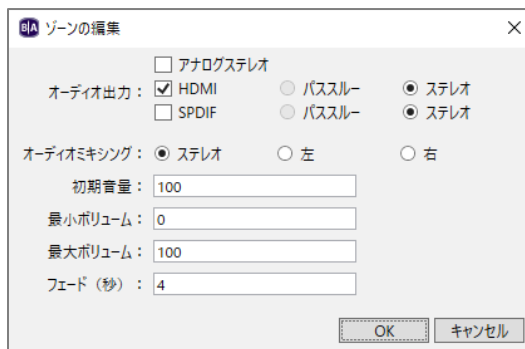 B|A ゾーンの編集
アナログステレオ
オーディオ出力： HDMI パススルー ステレオ
SPDIF パススルー ステレオ
オーディオミキシング： ステレオ 左 右
初期音量： 100
最小ボリューム： 0
最大ボリューム： 100
フェード（秒）： 4
OK キャンセル